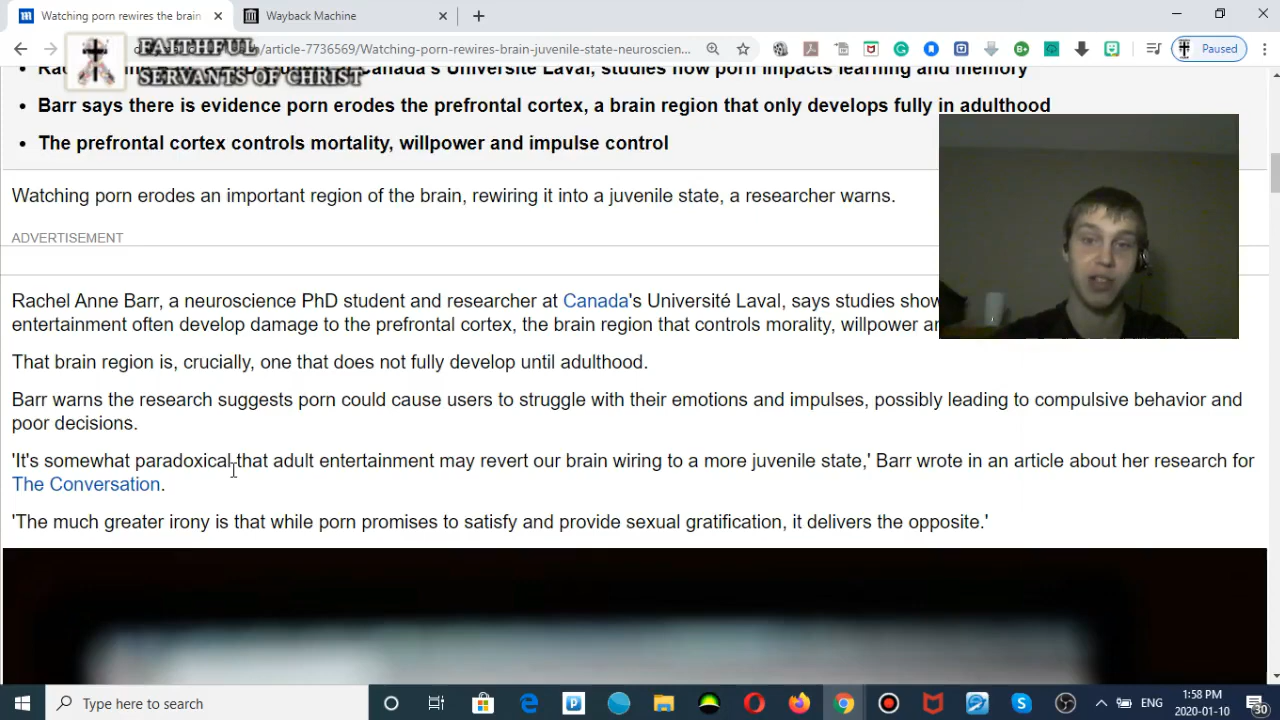 Watching porn rewires the brain
Wayback Machine
article-7736569/Watching-porn-rewires-brain-juvenile-state-neuroscien...
Paused
FAITHFUL
SERVANTS OF CHRIST
Canada's Université Laval, studies how porn impacts learning and memory
• Barr says there is evidence porn erodes the prefrontal cortex, a brain region that only develops fully in adulthood
• The prefrontal cortex controls mortality, willpower and impulse control
Watching porn erodes an important region of the brain, rewiring it into a juvenile state, a researcher warns.
ADVERTISEMENT
Rachel Anne Barr, a neuroscience PhD student and researcher at Canada's Université Laval, says studies show
entertainment often develop damage to the prefrontal cortex, the brain region that controls morality, willpower
That brain region is, crucially, one that does not fully develop until adulthood.
Barr warns the research suggests porn could cause users to struggle with their emotions and impulses, possibly leading to compulsive behavior and
poor decisions.
'It's somewhat paradoxical that adult entertainment may revert our brain wiring to a more juvenile state,' Barr wrote in an article about her research for
The Conversation.
'The much greater irony is that while porn promises to satisfy and provide sexual gratification, it delivers the opposite.'
Type here to search
ENG
1:58 PM
2020-01-10
30